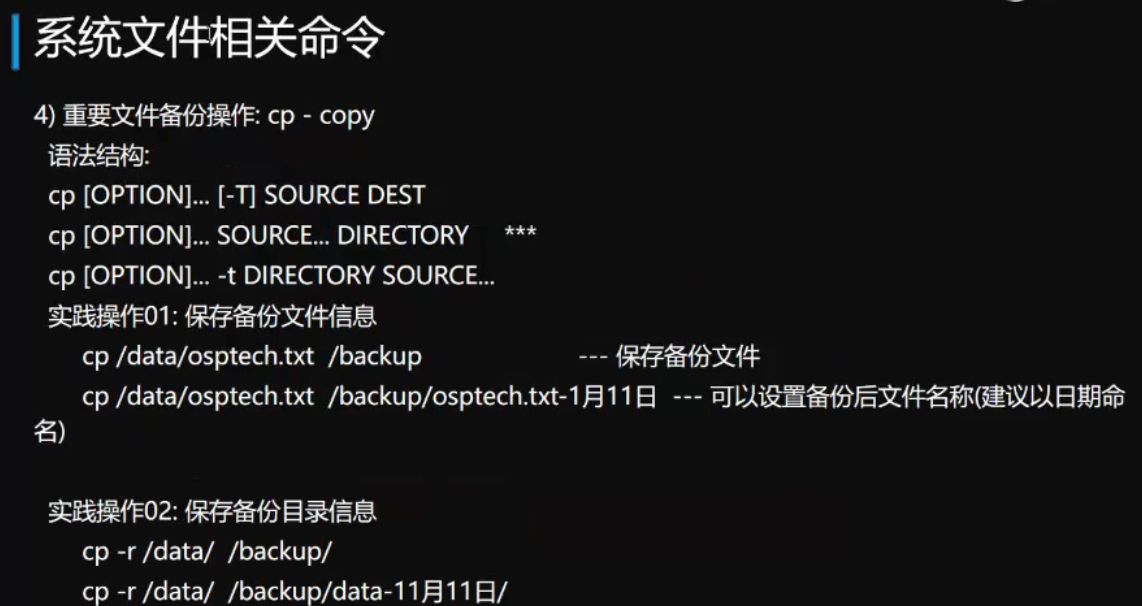 系统文件相关命令
4) 重要文件备份操作: cp - copy
语法结构:
cp [OPTION]... [-T] SOURCE DEST
cp [OPTION]... SOURCE... DIRECTORY ***
cp [OPTION]... -t DIRECTORY SOURCE...
实践操作01: 保存备份文件信息
cp /data/osptech.txt /backup --- 保存备份文件
cp /data/osptech.txt /backup/osptech.txt-1月11日 --- 可以设置备份后文件名称(建议以日期命
名)
实践操作02: 保存备份目录信息
cp -r /data/ /backup/
cp -r /data/ /backup/data-11月11日/